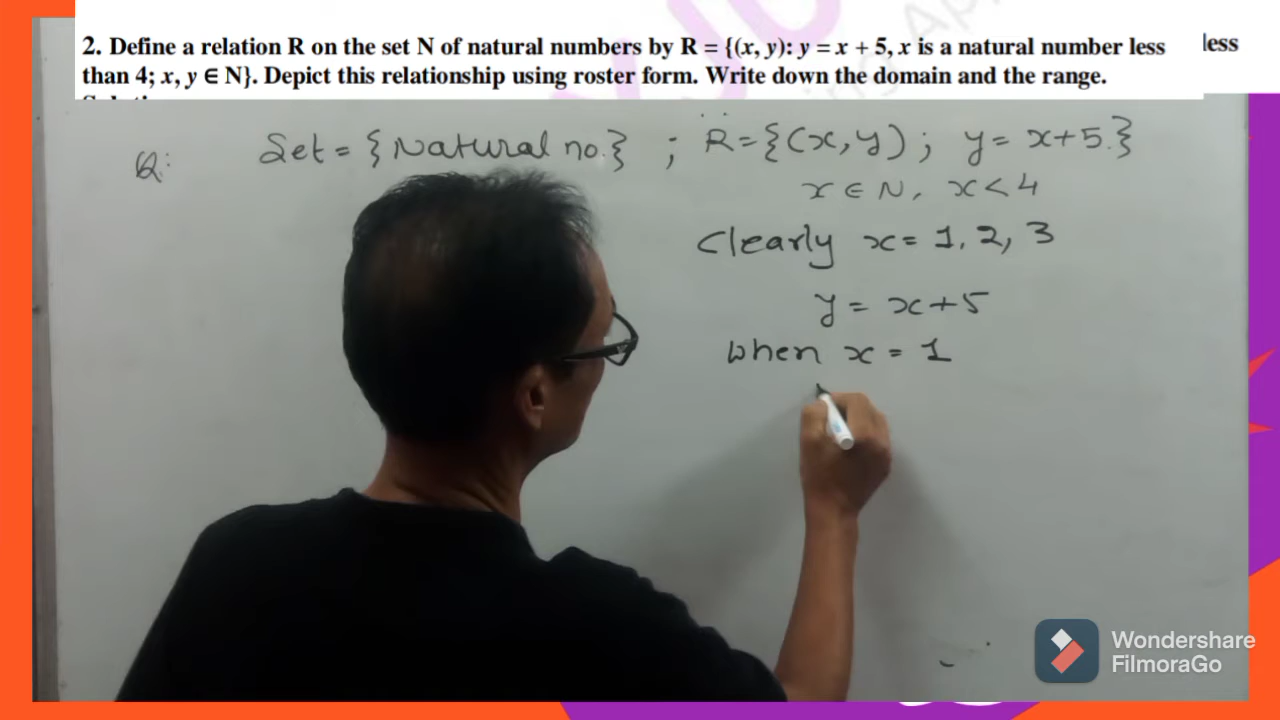 2. Define a relation R on the set N of natural numbers by R = {(x, y): y = x + 5, x is a natural number less
less
than 4; x, y ∈ N}. Depict this relationship using roster form. Write down the domain and the range.
Q: Set = {Natural no.} ; R = {(x, y) ; y = x+5.}
x ∈ N, x < 4
Clearly x = 1, 2, 3
y = x+5
When x = 1
Wondershare
FilmoraGo